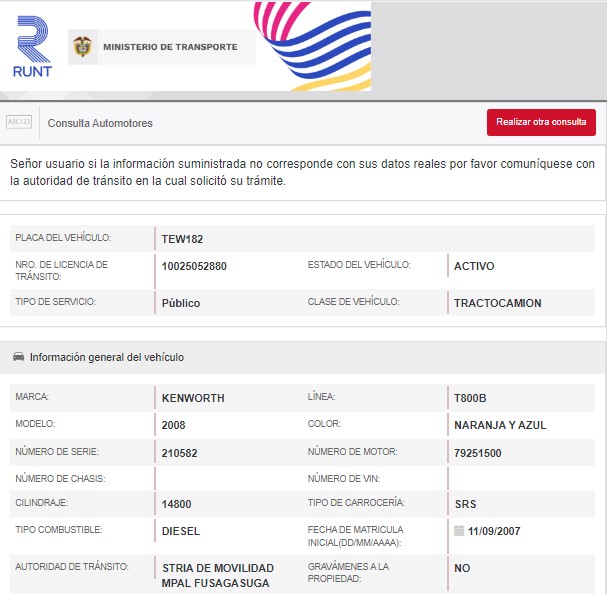 RUNT
MINISTERIO DE TRANSPORTE
ABC123
Consulta Automotores
Realizar otra consulta
Señor usuario si la información suministrada no corresponde con sus datos reales por favor comuníquese con
la autoridad de tránsito en la cual solicitó su trámite.
PLACA DEL VEHÍCULO: TEW182
NRO. DE LICENCIA DE
TRÁNSITO: 10025052880 ESTADO DEL VEHÍCULO: ACTIVO
TIPO DE SERVICIO: Público CLASE DE VEHÍCULO: TRACTOCAMION
Información general del vehículo
MARCA: KENWORTH LÍNEA: T800B
MODELO: 2008 COLOR: NARANJA Y AZUL
NÚMERO DE SERIE: 210582 NÚMERO DE MOTOR: 79251500
NÚMERO DE CHASIS: NÚMERO DE VIN:
CILINDRAJE: 14800 TIPO DE CARROCERÍA: SRS
TIPO COMBUSTIBLE: DIESEL FECHA DE MATRICULA
INICIAL(DD/MM/AAAA): 11/09/2007
AUTORIDAD DE TRÁNSITO: STRIA DE MOVILIDAD
MPAL FUSAGASUGA GRAVÁMENES A LA
PROPIEDAD: NO